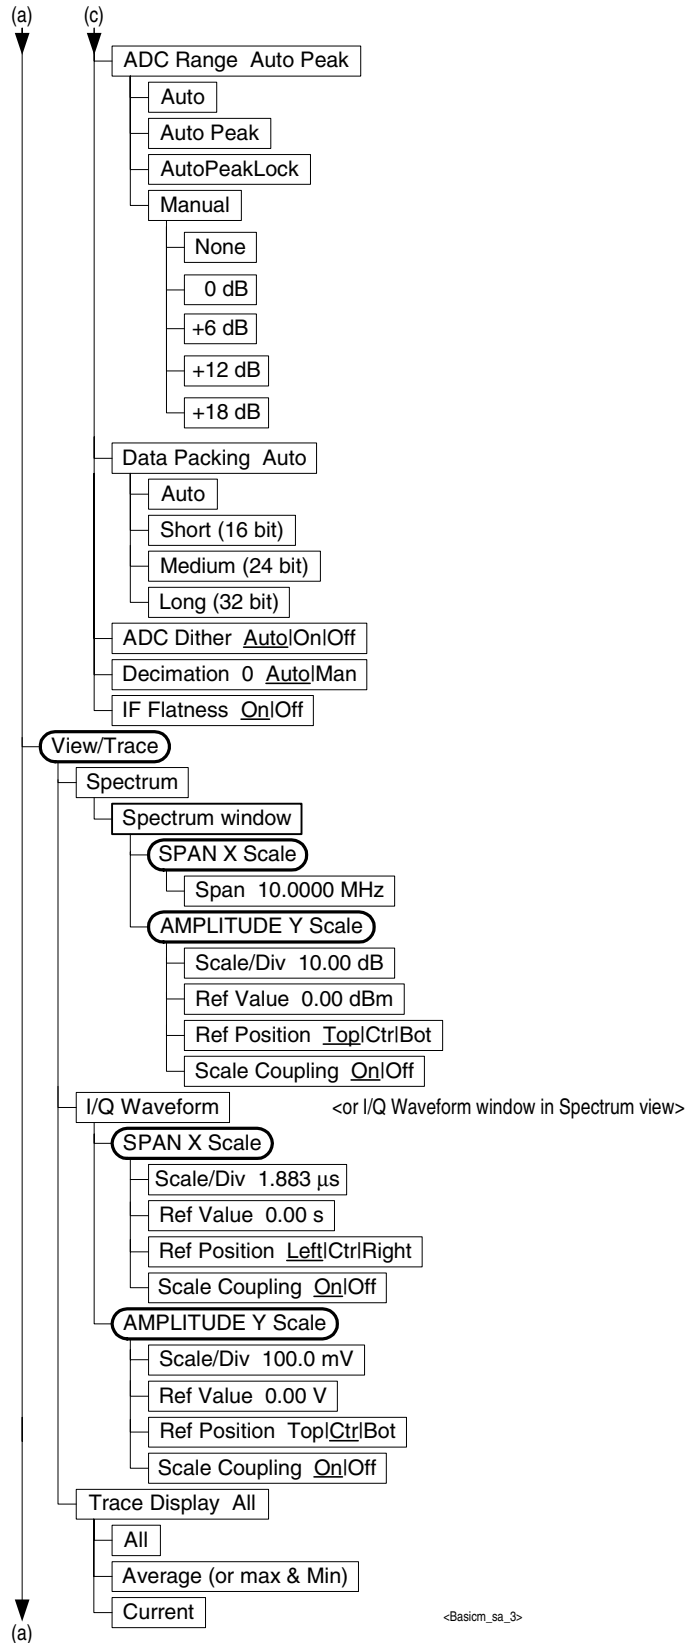 (a) (c)
ADC Range Auto Peak
Auto
Auto Peak
AutoPeakLock
Manual
None
0 dB
+6 dB
+12 dB
+18 dB
Data Packing Auto
Auto
Short (16 bit)
Medium (24 bit)
Long (32 bit)
ADC Dither Auto|On|Off
Decimation 0 Auto|Man
IF Flatness On|Off
View/Trace
Spectrum
Spectrum window
SPAN X Scale
Span 10.0000 MHz
AMPLITUDE Y Scale
Scale/Div 10.00 dB
Ref Value 0.00 dBm
Ref Position Top|Ctr|Bot
Scale Coupling On|Off
I/Q Waveform <or I/Q Waveform window in Spectrum view>
SPAN X Scale
Scale/Div 1.883 μs
Ref Value 0.00 s
Ref Position Left|Ctr|Right
Scale Coupling On|Off
AMPLITUDE Y Scale
Scale/Div 100.0 mV
Ref Value 0.00 V
Ref Position Top|Ctr|Bot
Scale Coupling On|Off
Trace Display All
All
Average (or max & Min)
Current
<Basicm_sa_3>
(a)